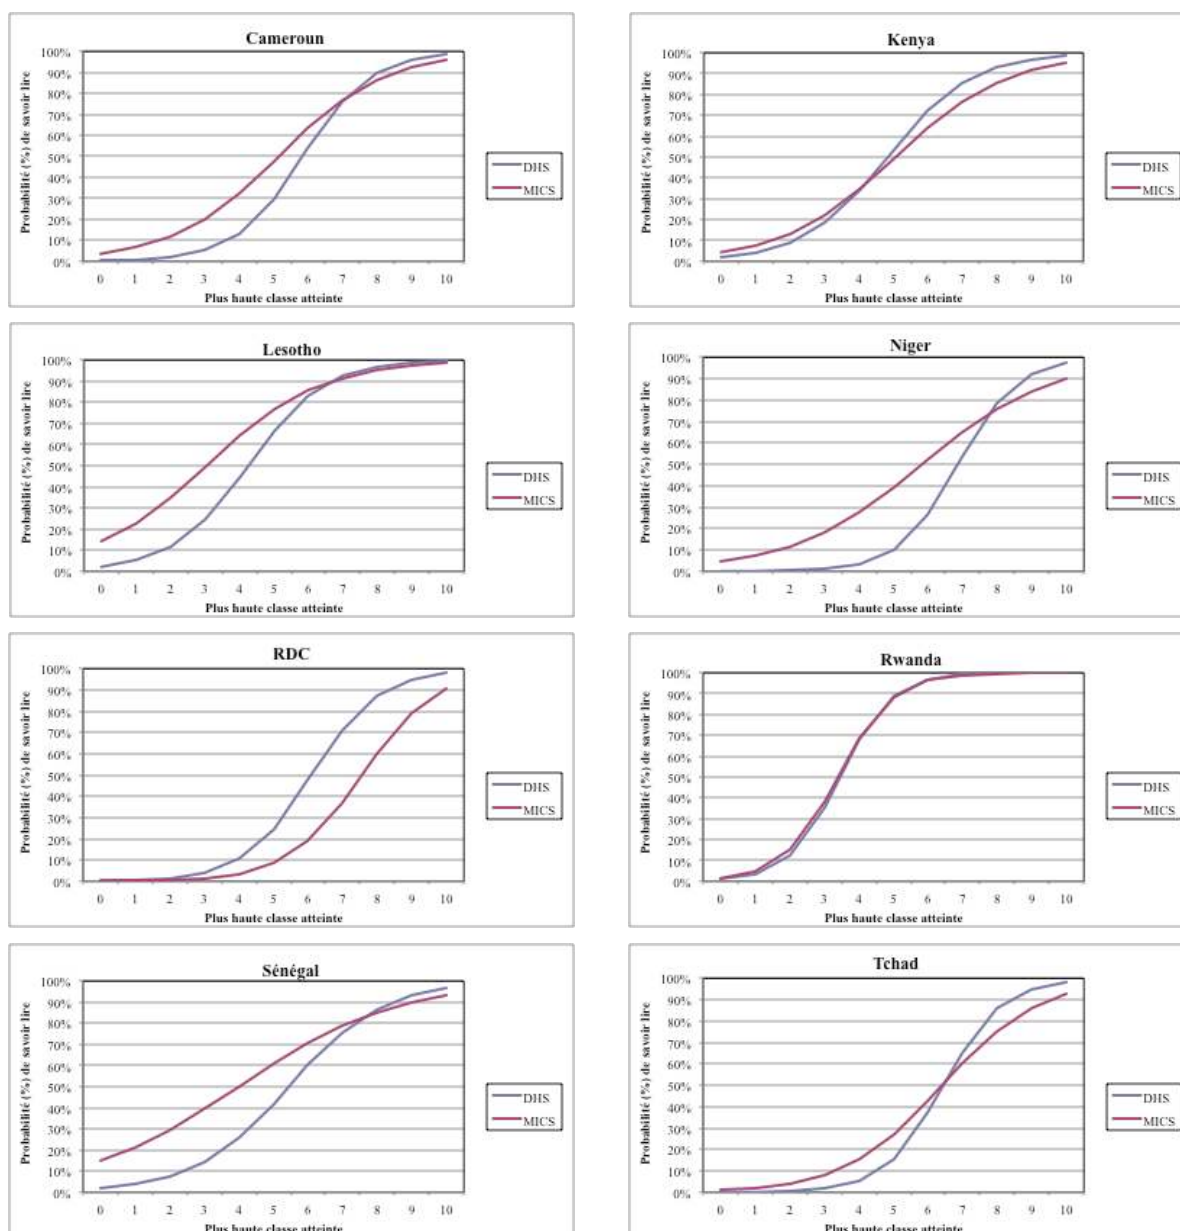 Cameroun
Probabilité (%) de savoir lire
100%
90%
80%
70%
60%
50%
40%
30%
20%
10%
0%
0 1 2 3 4 5 6 7 8 9 10
Plus haute classe atteinte
DHS
MICS
Kenya
Probabilité (%) de savoir lire
100%
90%
80%
70%
60%
50%
40%
30%
20%
10%
0%
0 1 2 3 4 5 6 7 8 9 10
Plus haute classe atteinte
DHS
MICS
Lesotho
Probabilité (%) de savoir lire
100%
90%
80%
70%
60%
50%
40%
30%
20%
10%
0%
0 1 2 3 4 5 6 7 8 9 10
Plus haute classe atteinte
DHS
MICS
Niger
Probabilité (%) de savoir lire
100%
90%
80%
70%
60%
50%
40%
30%
20%
10%
0%
0 1 2 3 4 5 6 7 8 9 10
Plus haute classe atteinte
DHS
MICS
RDC
Probabilité (%) de savoir lire
100%
90%
80%
70%
60%
50%
40%
30%
20%
10%
0%
0 1 2 3 4 5 6 7 8 9 10
Plus haute classe atteinte
DHS
MICS
Rwanda
Probabilité (%) de savoir lire
100%
90%
80%
70%
60%
50%
40%
30%
20%
10%
0%
0 1 2 3 4 5 6 7 8 9 10
Plus haute classe atteinte
DHS
MICS
Sénégal
Probabilité (%) de savoir lire
100%
90%
80%
70%
60%
50%
40%
30%
20%
10%
0%
0 1 2 3 4 5 6 7 8 9 10
Plus haute classe atteinte
DHS
MICS
Tchad
Probabilité (%) de savoir lire
100%
90%
80%
70%
60%
50%
40%
30%
20%
10%
0%
0 1 2 3 4 5 6 7 8 9 10
Plus haute classe atteinte
DHS
MICS